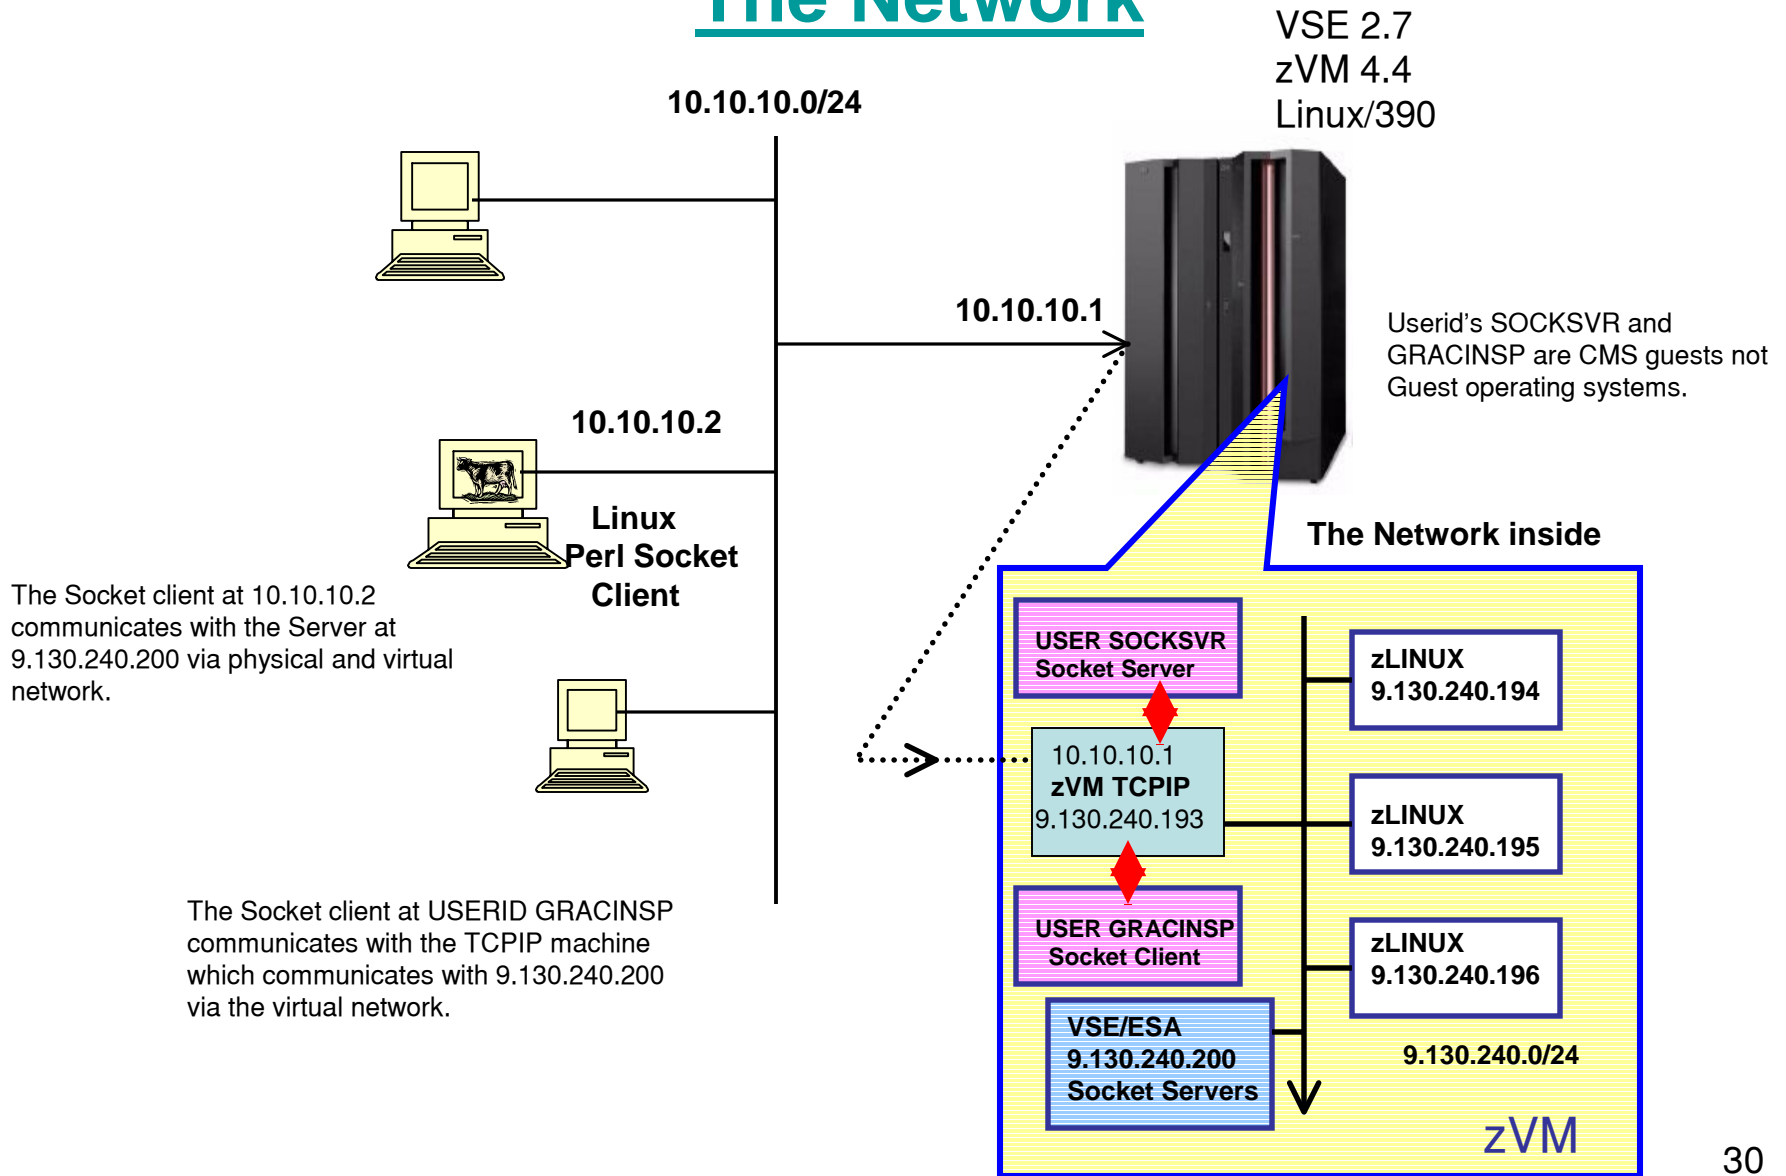 The Network
VSE 2.7
zVM 4.4
Linux/390
10.10.10.0/24
10.10.10.1
Userid's SOCKSVR and
GRACINSP are CMS guests not
Guest operating systems.
10.10.10.2
Linux
Perl Socket
Client
The Socket client at 10.10.10.2
communicates with the Server at
9.130.240.200 via physical and virtual
network.
The Network inside
USER SOCKSVR
Socket Server
zLINUX
9.130.240.194
10.10.10.1
zVM TCPIP
9.130.240.193
zLINUX
9.130.240.195
The Socket client at USERID GRACINSP
communicates with the TCPIP machine
which communicates with 9.130.240.200
via the virtual network.
USER GRACINSP
Socket Client
zLINUX
9.130.240.196
VSE/ESA
9.130.240.200
Socket Servers
9.130.240.0/24
zVM
30